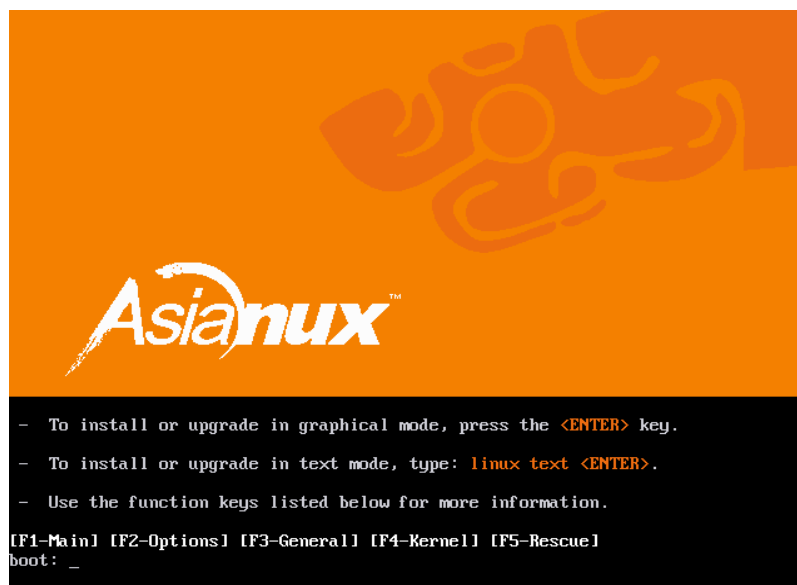 Asianux™
- To install or upgrade in graphical mode, press the <ENTER> key.
- To install or upgrade in text mode, type: linux text <ENTER>.
- Use the function keys listed below for more information.
[F1-Main] [F2-Options] [F3-General] [F4-Kernel] [F5-Rescue]
boot: _